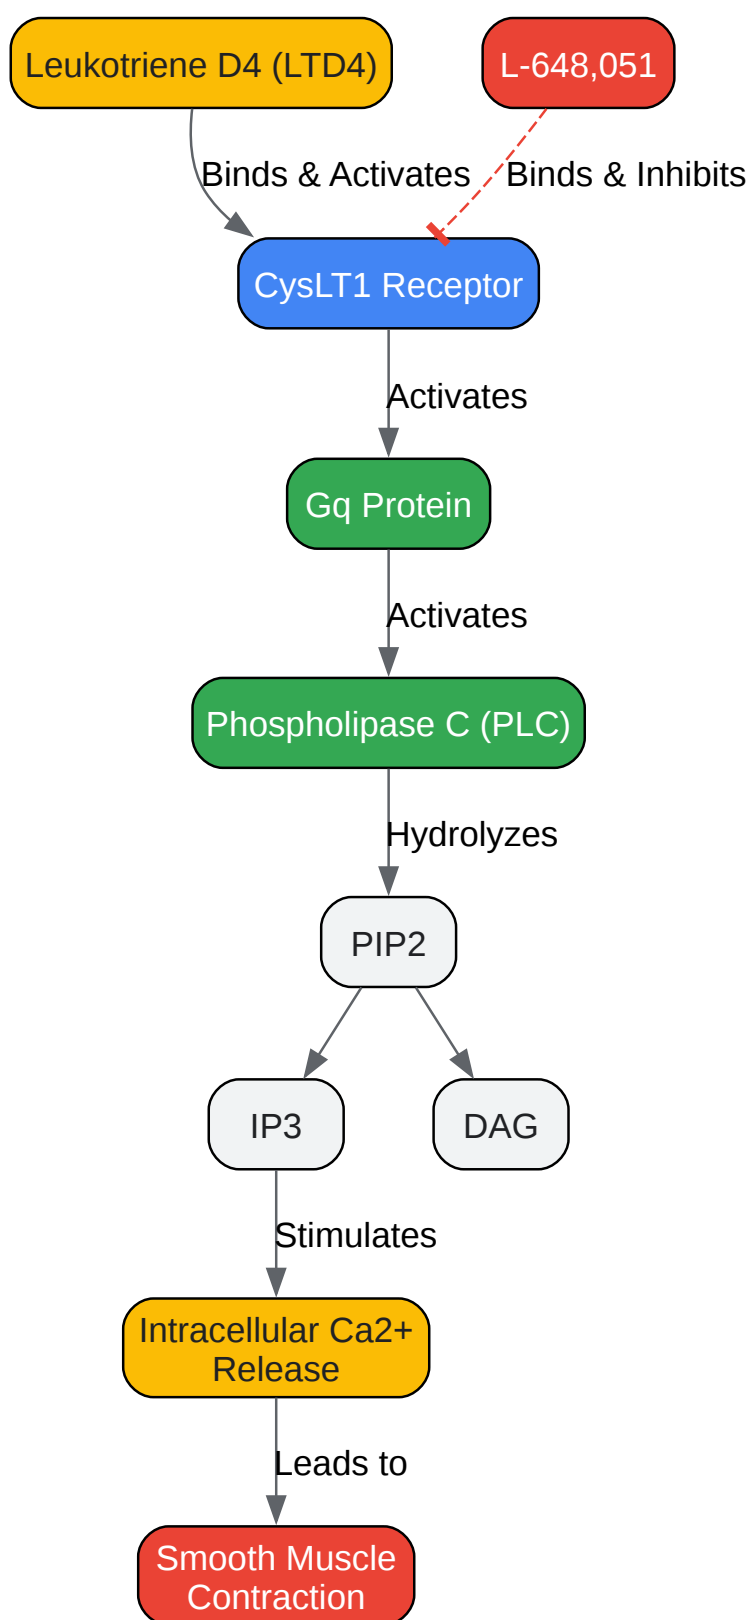 Leukotriene D4 (LTD4)
L-648,051
Binds & Activates
Binds & Inhibits
CysLT1 Receptor
Activates
Gq Protein
Activates
Phospholipase C (PLC)
Hydrolyzes
PIP2
IP3
DAG
Stimulates
Intracellular Ca2+
Release
Leads to
Smooth Muscle
Contraction